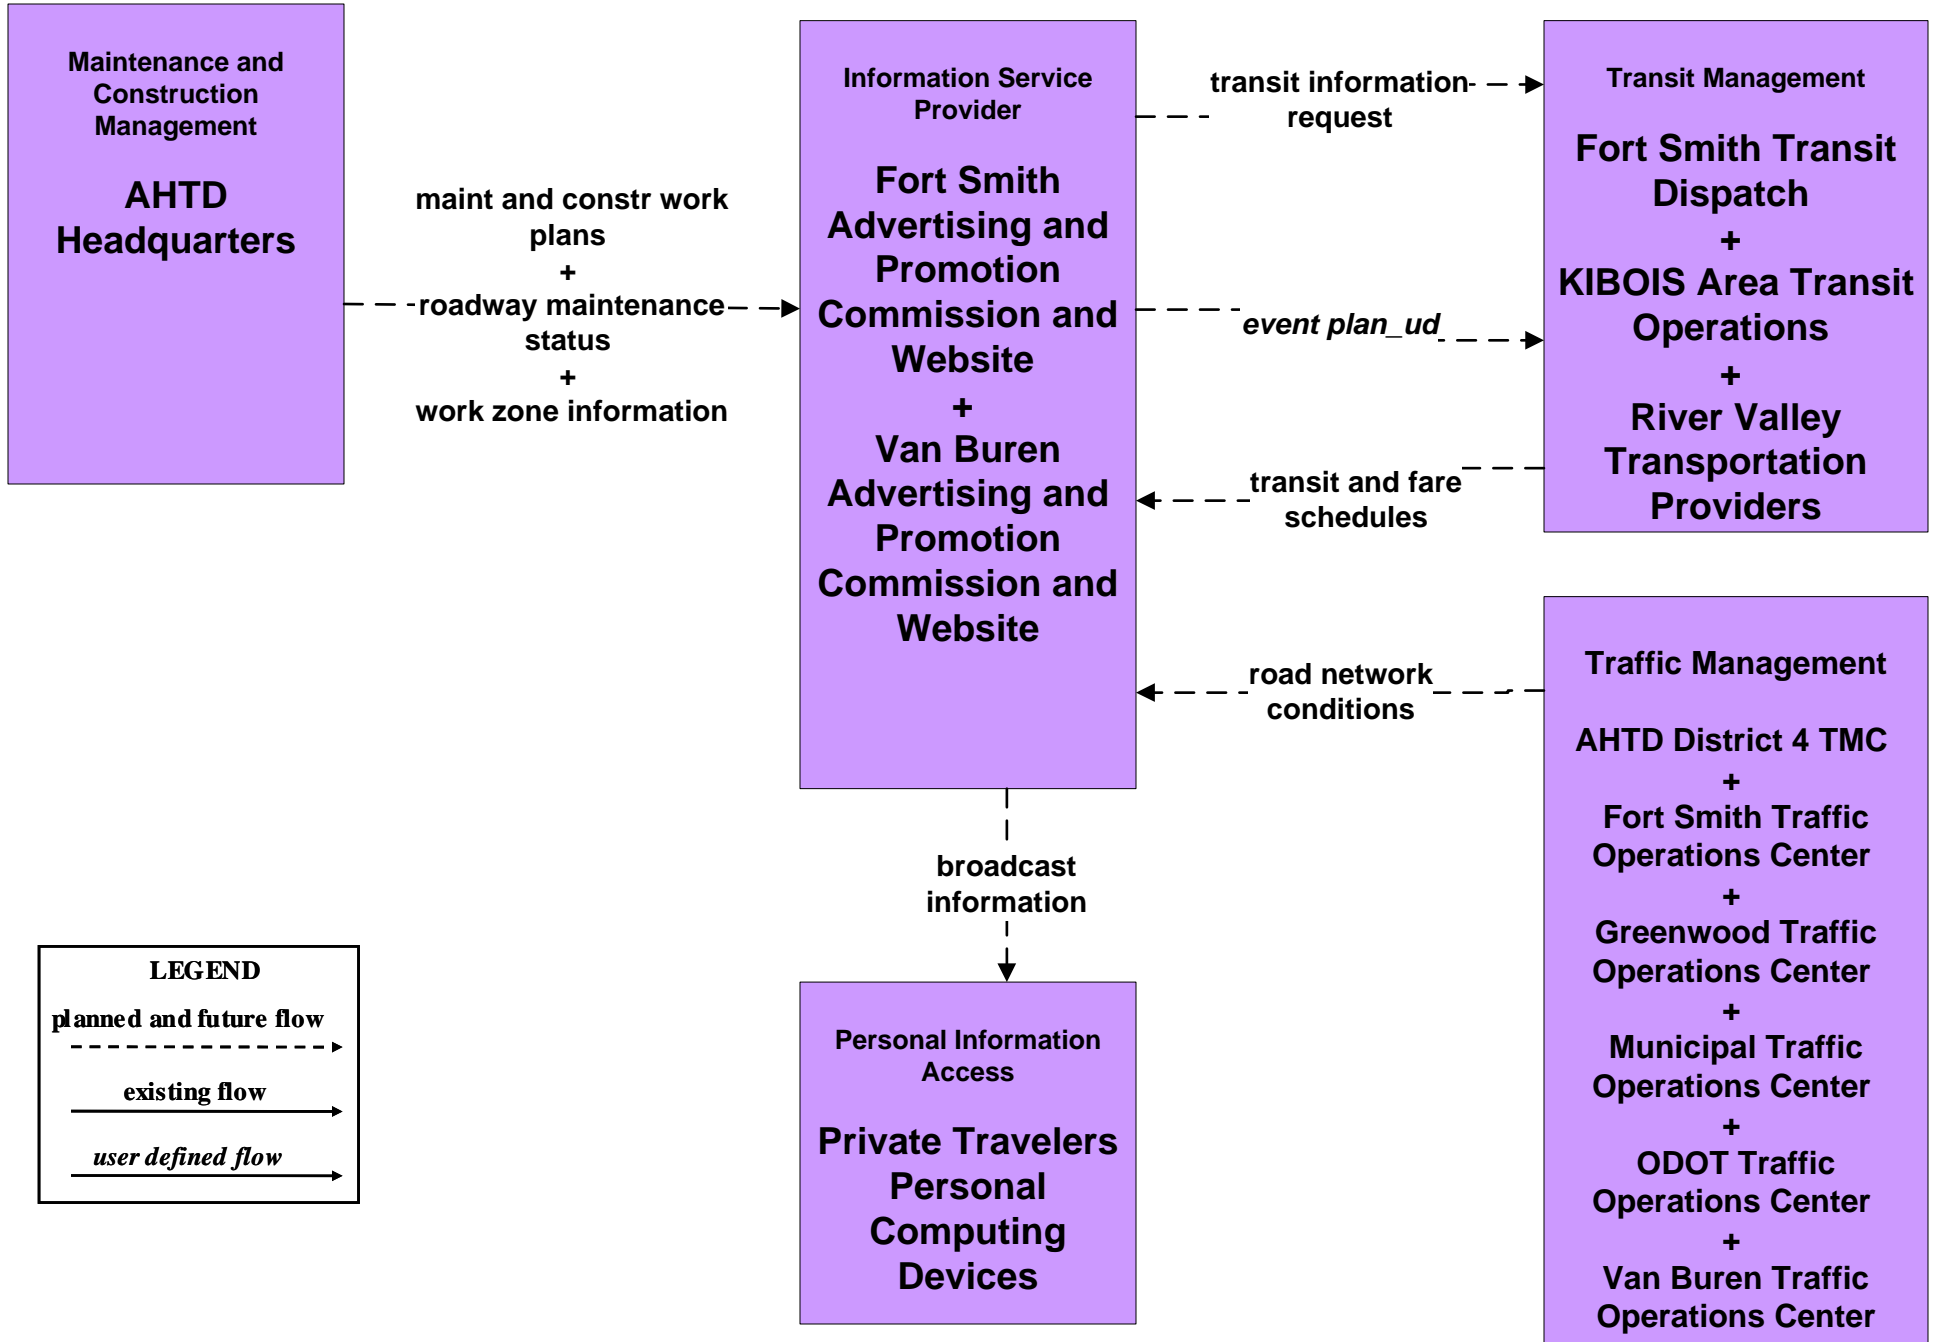 Maintenance and
Construction
Management
AHTD
Headquarters
maint and constr work
plans
+
roadway maintenance
status
+
work zone information
Information Service
Provider
Fort Smith
Advertising and
Promotion
Commission and
Website
+
Van Buren
Advertising and
Promotion
Commission and
Website
transit information
request
event plan_ud
transit and fare
schedules
road network
conditions
Transit Management
Fort Smith Transit
Dispatch
+
KIBOIS Area Transit
Operations
+
River Valley
Transportation
Providers
Traffic Management
AHTD District 4 TMC
+
Fort Smith Traffic
Operations Center
+
Greenwood Traffic
Operations Center
+
Municipal Traffic
Operations Center
+
ODOT Traffic
Operations Center
+
Van Buren Traffic
Operations Center
broadcast
information
Personal Information
Access
Private Travelers
Personal
Computing
Devices
LEGEND
planned and future flow
existing flow
user defined flow